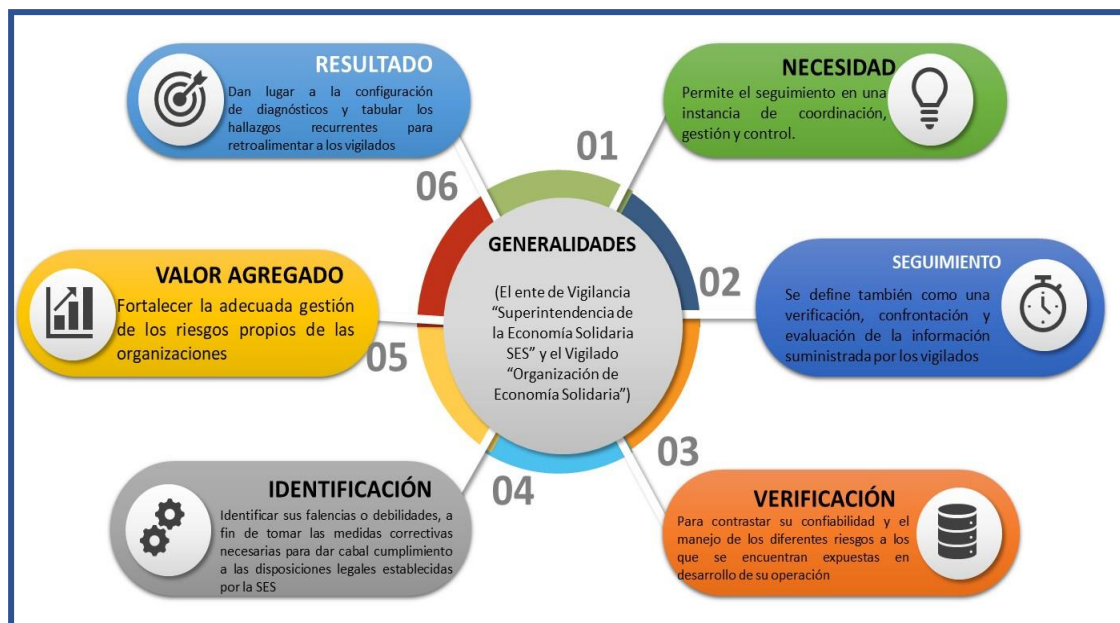 GENERALIDADES
(El ente de Vigilancia
“Superintendencia de
la Economía Solidaria
SES” y el Vigilado
“Organización de
Economía Solidaria”)
01
NECESIDAD
Permite el seguimiento en una
instancia de coordinación,
gestión y control.
02
SEGUIMIENTO
Se define también como una
verificación, confrontación y
evaluación de la información
suministrada por los vigilados
03
VERIFICACIÓN
Para contrastar su confiabilidad y el
manejo de los diferentes riesgos a los
que se encuentran expuestas en
desarrollo de su operación
04
IDENTIFICACIÓN
Identificar sus falencias o debilidades, a
fin de tomar las medidas correctivas
necesarias para dar cabal cumplimiento
a las disposiciones legales establecidas
por la SES
05
VALOR AGREGADO
Fortalecer la adecuada gestión
de los riesgos propios de las
organizaciones
06
RESULTADO
Dan lugar a la configuración
de diagnósticos y tabular los
hallazgos recurrentes para
retroalimentar a los vigilados